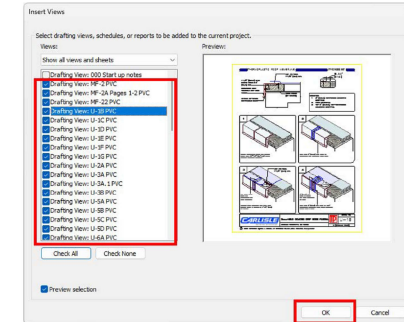 Insert Views
Select drafting views, schedules, or reports to be added to the current project.
Views:
Preview:
Show all views and sheets
Drafting View: 000 Start up notes
Drafting View: MF-2 PVC
Drafting View: MF-2A Pages 1-2 PVC
Drafting View: MF-22 PVC
Drafting View: U-1B PVC
Drafting View: U-1C PVC
Drafting View: U-1D PVC
Drafting View: U-1E PVC
Drafting View: U-1F PVC
Drafting View: U-1G PVC
Drafting View: U-2A PVC
Drafting View: U-3A PVC
Drafting View: U-3A.1 PVC
Drafting View: U-3B PVC
Drafting View: U-5A PVC
Drafting View: U-5B PVC
Drafting View: U-5C PVC
Drafting View: U-5D PVC
Drafting View: U-6A PVC
CARLISLE
Check All
Check None
Preview selection
OK
Cancel